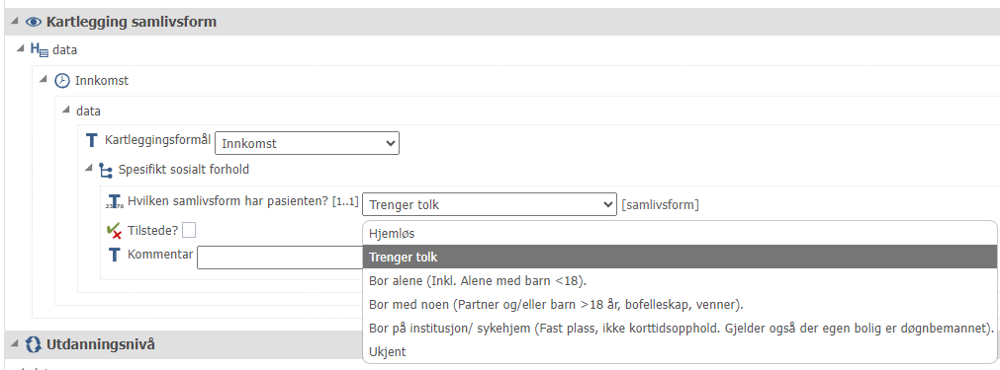 Kartlegging samlivsform
data
Innkomst
data
Kartleggingsformål Innkomst
Spesifikt sosialt forhold
Hvilken samlivsform har pasienten? [1..1] Trenger tolk [samlivsform]
Tilstede?
Kommentar
Hjemløs
Trenger tolk
Bor alene (Inkl. Alene med barn <18).
Bor med noen (Partner og/eller barn >18 år, bofelleskap, venner).
Bor på institusjon/ sykehjem (Fast plass, ikke korttidsopphold. Gjelder også der egen bolig er døgnbemannet).
Ukjent
Utdanningsnivå